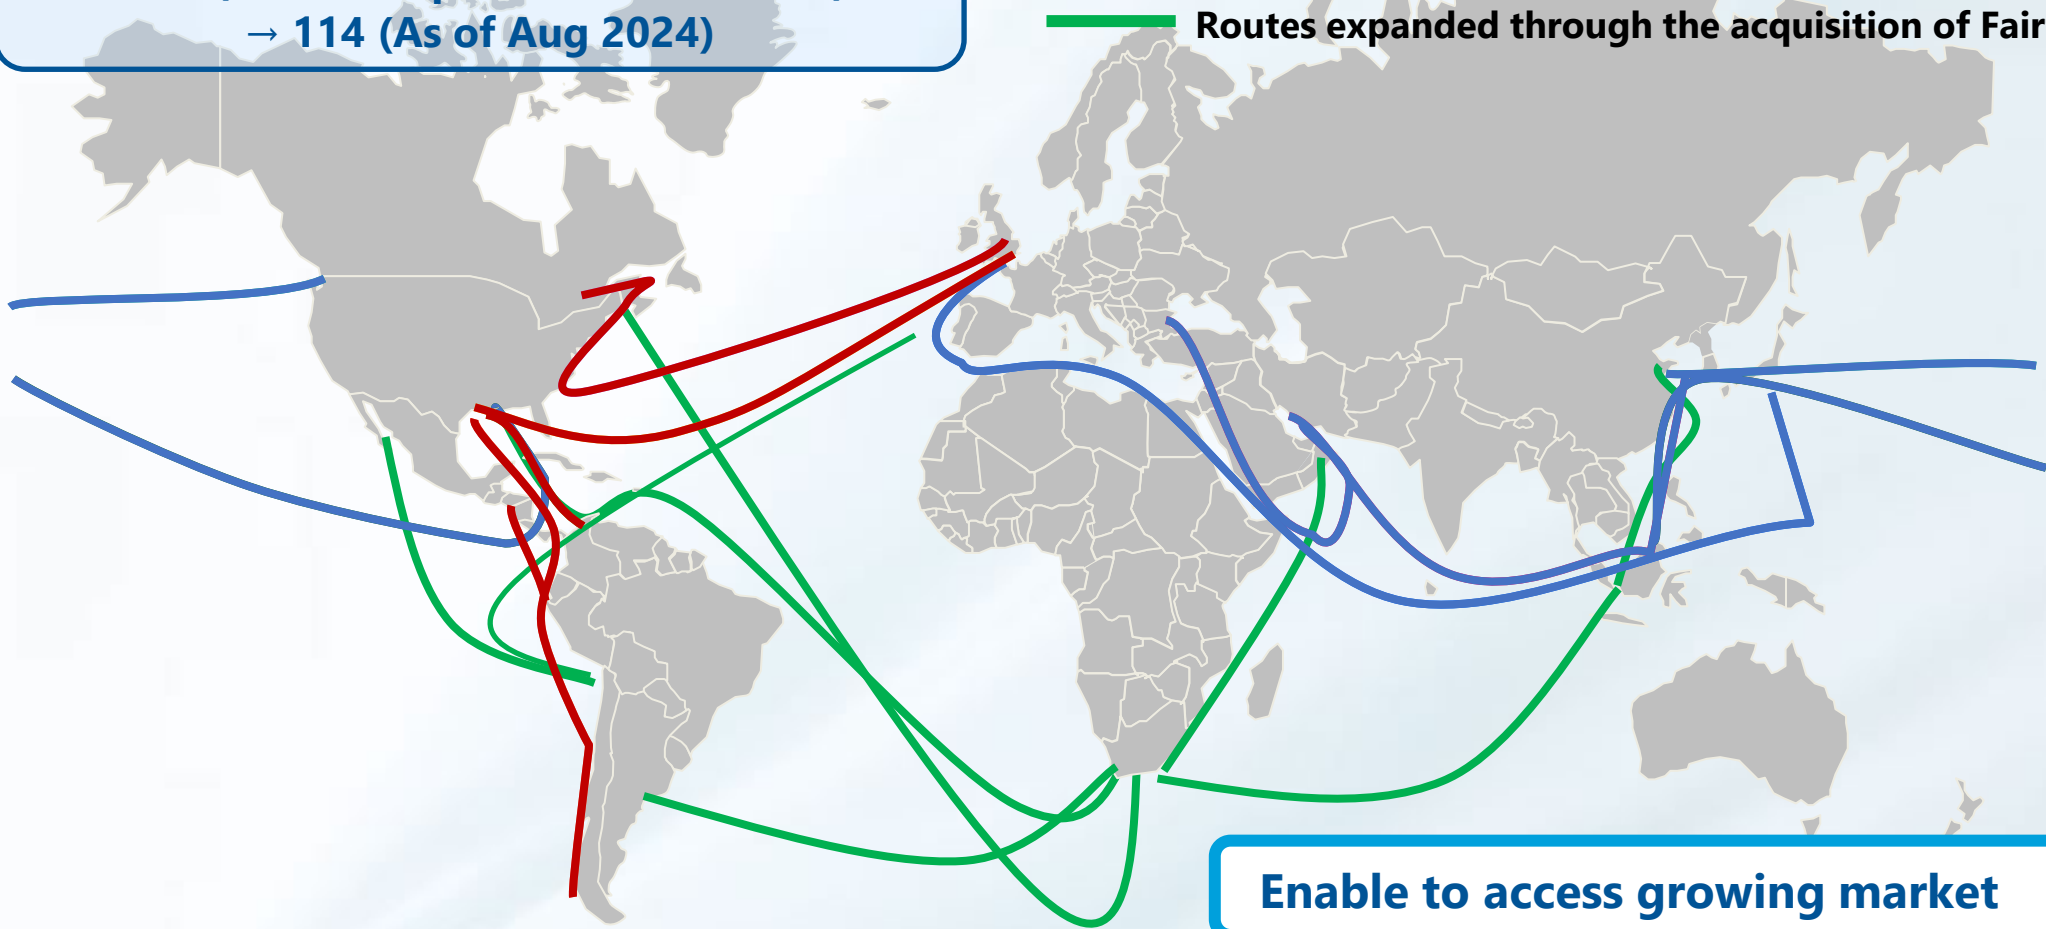 → 114 (As of Aug 2024)
Routes expanded through the acquisition of Fair
Enable to access growing market